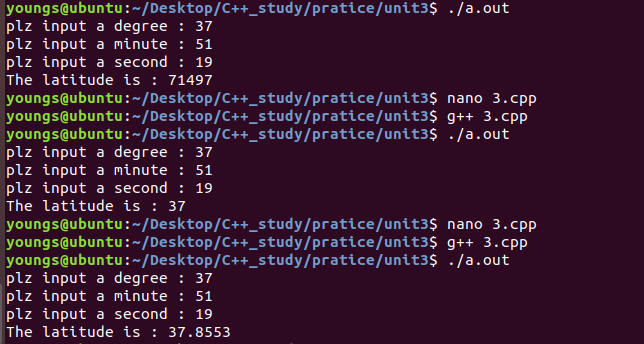 youngs@ubuntu:~/Desktop/C++_study/pratice/unit3$ ./a.out
plz input a degree : 37
plz input a minute : 51
plz input a second : 19
The latitude is : 71497
youngs@ubuntu:~/Desktop/C++_study/pratice/unit3$ nano 3.cpp
youngs@ubuntu:~/Desktop/C++_study/pratice/unit3$ g++ 3.cpp
youngs@ubuntu:~/Desktop/C++_study/pratice/unit3$ ./a.out
plz input a degree : 37
plz input a minute : 51
plz input a second : 19
The latitude is : 37
youngs@ubuntu:~/Desktop/C++_study/pratice/unit3$ nano 3.cpp
youngs@ubuntu:~/Desktop/C++_study/pratice/unit3$ g++ 3.cpp
youngs@ubuntu:~/Desktop/C++_study/pratice/unit3$ ./a.out
plz input a degree : 37
plz input a minute : 51
plz input a second : 19
The latitude is : 37.8553